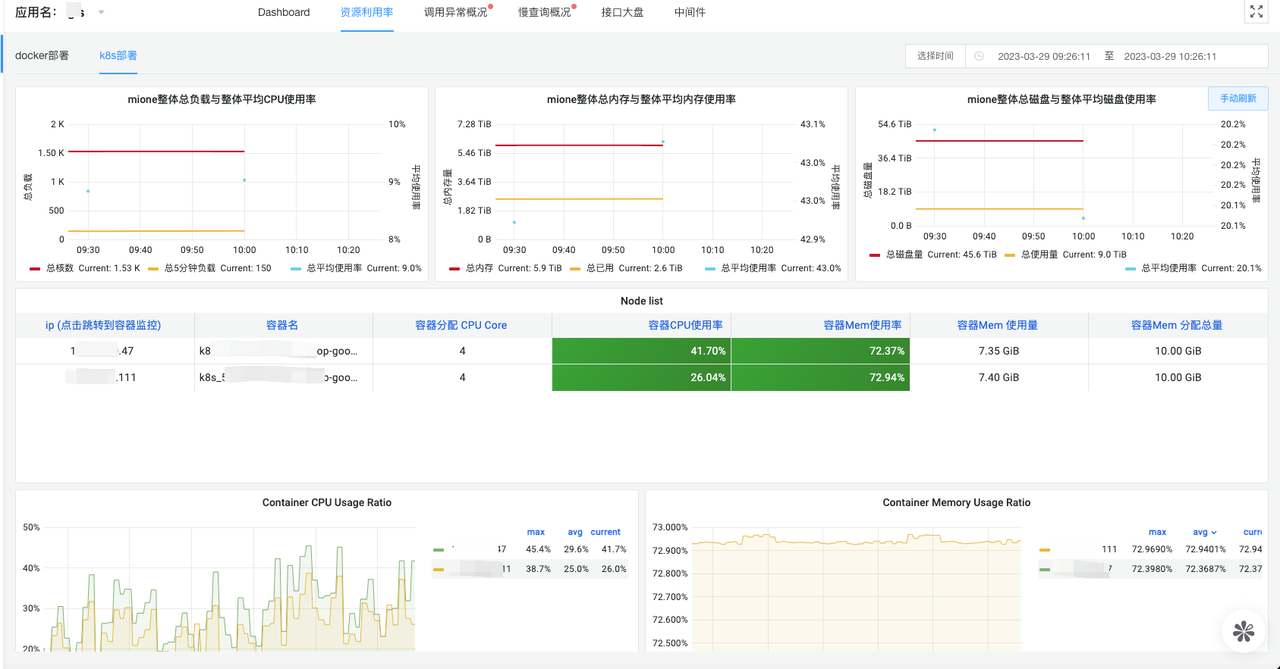 应用名：
Dashboard 资源利用率 调用异常概况 慢查询概况 接口大盘 中间件
docker部署 k8s部署
选择时间 2023-03-29 09:26:11 至 2023-03-29 10:26:11
手动刷新
mione整体总负载与整体平均CPU使用率
2 K
1.50 K
1 K
500
0
总负载
10%
9%
8%
平均使用率
09:30 09:40 09:50 10:00 10:10 10:20
总核数 Current: 1.53 K 总5分钟负载 Current: 150 总平均使用率 Current: 9.0%
mione整体总内存与整体平均内存使用率
7.28 TiB
5.46 TiB
3.64 TiB
1.82 TiB
0 B
总内存量
43.1%
43.0%
43.0%
42.9%
平均使用率
09:30 09:40 09:50 10:00 10:10 10:20
总内存 Current: 5.9 TiB 总已用 Current: 2.6 TiB 总平均使用率 Current: 43.0%
mione整体总磁盘与整体平均磁盘使用率
54.6 TiB
36.4 TiB
18.2 TiB
0.0 B
总磁盘量
20.2%
20.2%
20.2%
20.2%
20.1%
20.1%
平均使用率
09:30 09:40 09:50 10:00 10:10 10:20
总磁盘量 Current: 45.6 TiB 总使用量 Current: 9.0 TiB
总平均使用率 Current: 20.1%
Node list
ip (点击跳转到容器监控) 容器名 容器分配 CPU Core 容器CPU使用率 容器Mem使用率 容器Mem 使用量 容器Mem 分配总量
1 .47 k8 op-goo... 4 41.70% 72.37% 7.35 GiB 10.00 GiB
.111 k8s_ -goo... 4 26.04% 72.94% 7.40 GiB 10.00 GiB
Container CPU Usage Ratio
50%
40%
30%
20%
max avg current
47 45.4% 29.6% 41.7%
11 38.7% 25.0% 26.0%
Container Memory Usage Ratio
73.000%
72.900%
72.800%
72.700%
72.600%
72.500%
max avg curr
111 72.9690% 72.9401% 72.94
7 72.3980% 72.3687% 72.37